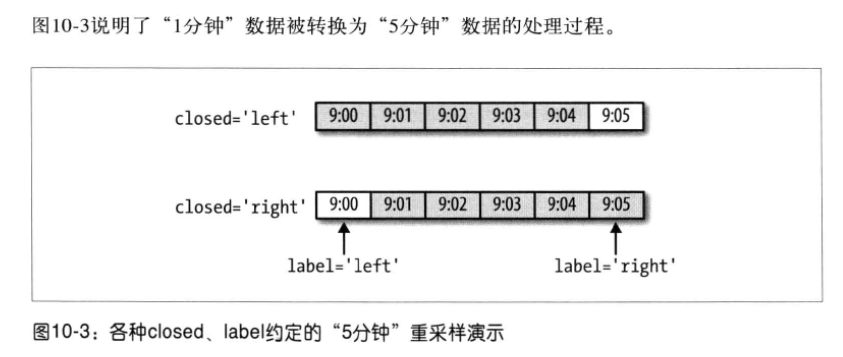 图10-3说明了“1分钟”数据被转换为“5分钟”数据的处理过程。
closed='left' 9:00 9:01 9:02 9:03 9:04 9:05
closed='right' 9:00 9:01 9:02 9:03 9:04 9:05
label='left' label='right'
图10-3：各种closed、label约定的“5分钟”重采样演示